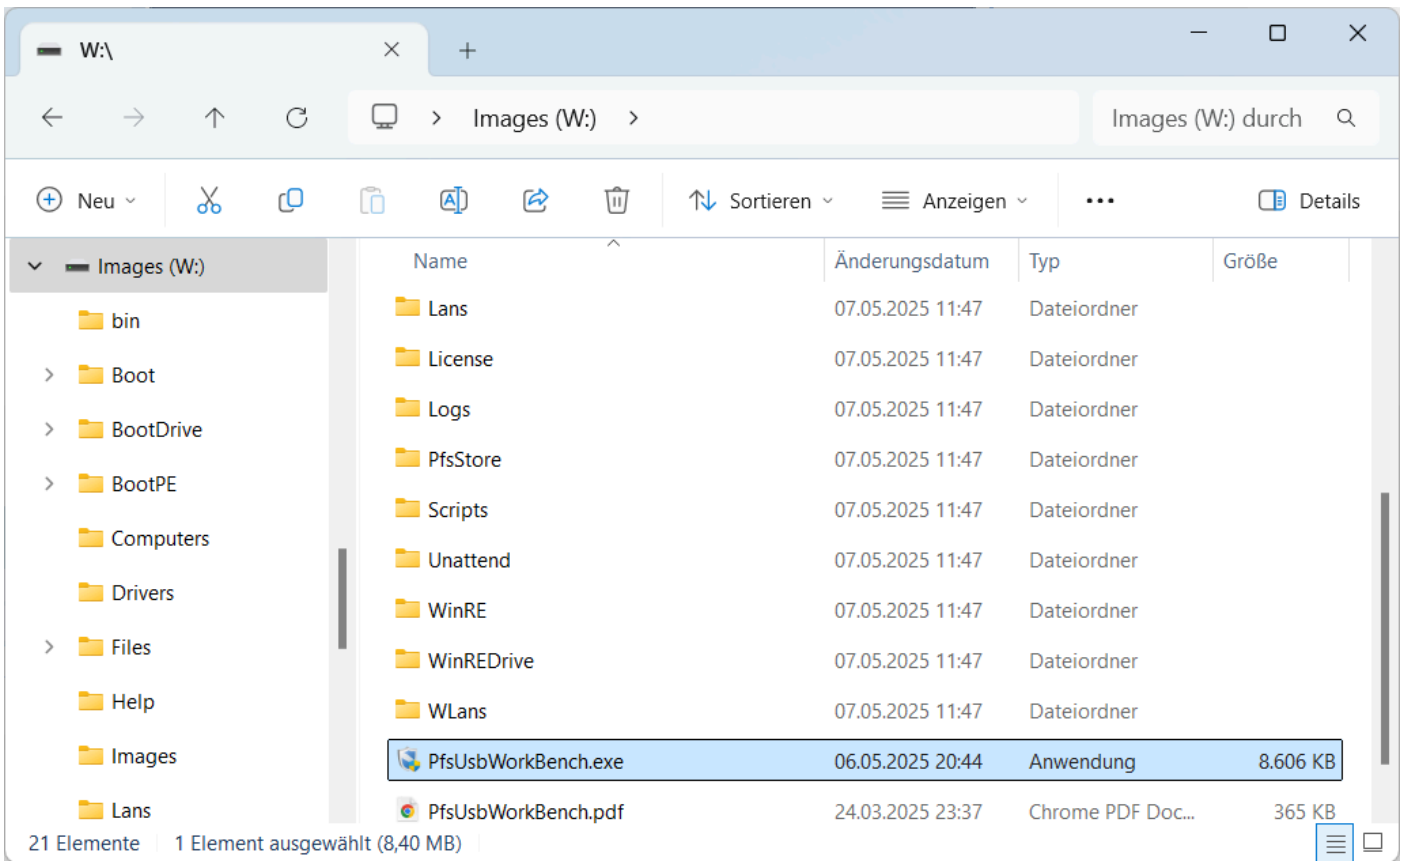 W:\
Images (W:)
Images (W:) durch
Neu
Sortieren
Anzeigen
Details
Images (W:)
bin
Boot
BootDrive
BootPE
Computers
Drivers
Files
Help
Images
Lans
Name Änderungsdatum Typ Größe
Lans 07.05.2025 11:47 Dateiordner
License 07.05.2025 11:47 Dateiordner
Logs 07.05.2025 11:47 Dateiordner
PfsStore 07.05.2025 11:47 Dateiordner
Scripts 07.05.2025 11:47 Dateiordner
Unattend 07.05.2025 11:47 Dateiordner
WinRE 07.05.2025 11:47 Dateiordner
WinREDrive 07.05.2025 11:47 Dateiordner
WLans 07.05.2025 11:47 Dateiordner
PfsUsbWorkBench.exe 06.05.2025 20:44 Anwendung 8.606 KB
PfsUsbWorkBench.pdf 24.03.2025 23:37 Chrome PDF Doc... 365 KB
21 Elemente 1 Element ausgewählt (8,40 MB)